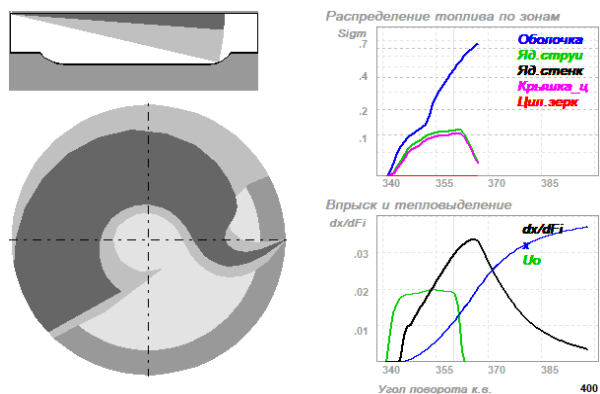 Распределение топлива по зонам
Sigm
.7
.4
.2
.1
Оболочка
Яд.струи
Яд.стенк
Крышка_ц
Цил.зерк
340 355 370 385
Впрыск и тепловыделение
dx/dFi
.03
.02
.01
dx/dFi
x
Uo
340 355 370 385
Угол поворота к.в. 400